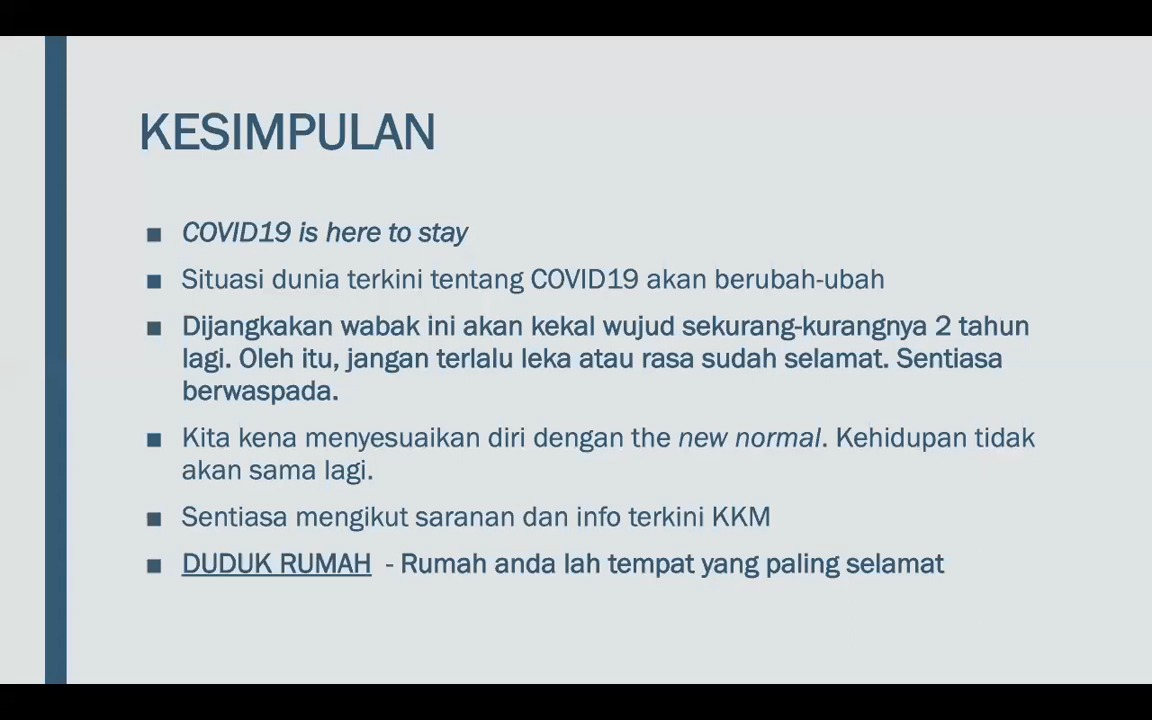 KESIMPULAN
COVID19 is here to stay
Situasi dunia terkini tentang COVID19 akan berubah-ubah
Dijangkakan wabak ini akan kekal wujud sekurang-kurangnya 2 tahun
lagi. Oleh itu, jangan terlalu leka atau rasa sudah selamat. Sentiasa
berwaspada.
Kita kena menyesuaikan diri dengan the new normal. Kehidupan tidak
akan sama lagi.
Sentiasa mengikut saranan dan info terkini KKM
DUDUK RUMAH - Rumah anda lah tempat yang paling selamat